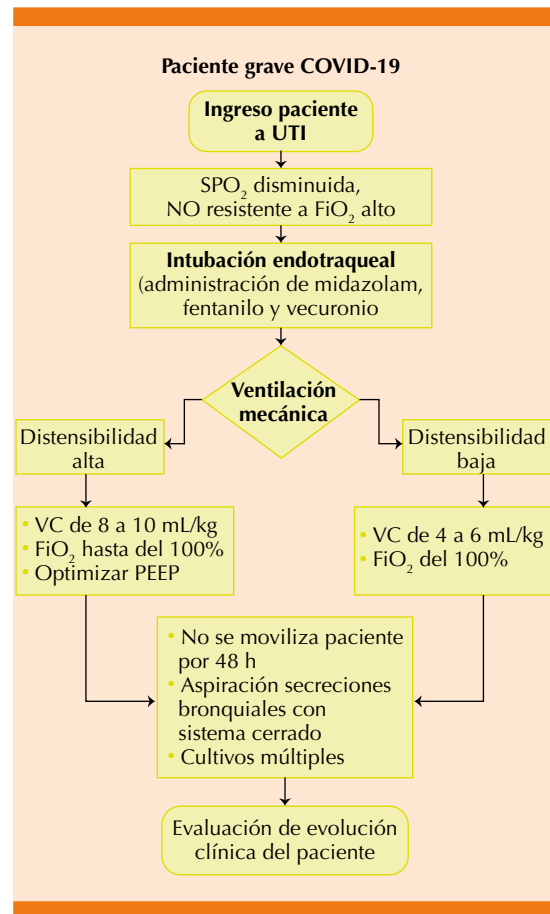 Paciente grave COVID-19
Ingreso paciente
a UTI
SPO₂ disminuida,
NO resistente a FiO₂ alto
Intubación endotraqueal
(administración de midazolam,
fentanilo y vecuronio
Ventilación
mecánica
Distensibilidad
alta
• VC de 8 a 10 mL/kg
• FiO₂ hasta del 100%
• Optimizar PEEP
Distensibilidad
baja
• VC de 4 a 6 mL/kg
• FiO₂ del 100%
• No se moviliza paciente
por 48 h
• Aspiración secreciones
bronquiales con
sistema cerrado
• Cultivos múltiples
Evaluación de evolución
clínica del paciente